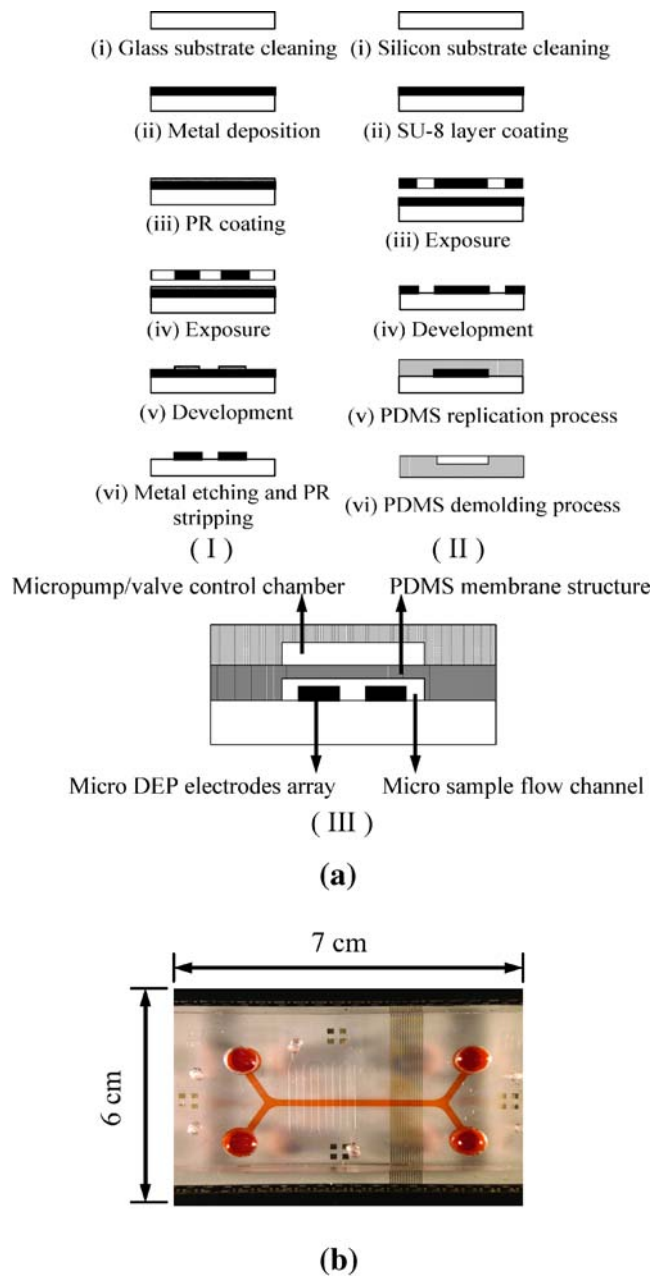 (i) Glass substrate cleaning
(i) Silicon substrate cleaning
(ii) Metal deposition
(ii) SU-8 layer coating
(iii) PR coating
(iii) Exposure
(iv) Exposure
(iv) Development
(v) Development
(v) PDMS replication process
(vi) Metal etching and PR
stripping
(vi) PDMS demolding process
( I )
( II )
Micropump/valve control chamber
PDMS membrane structure
Micro DEP electrodes array
Micro sample flow channel
( III )
(a)
7 cm
6 cm
(b)